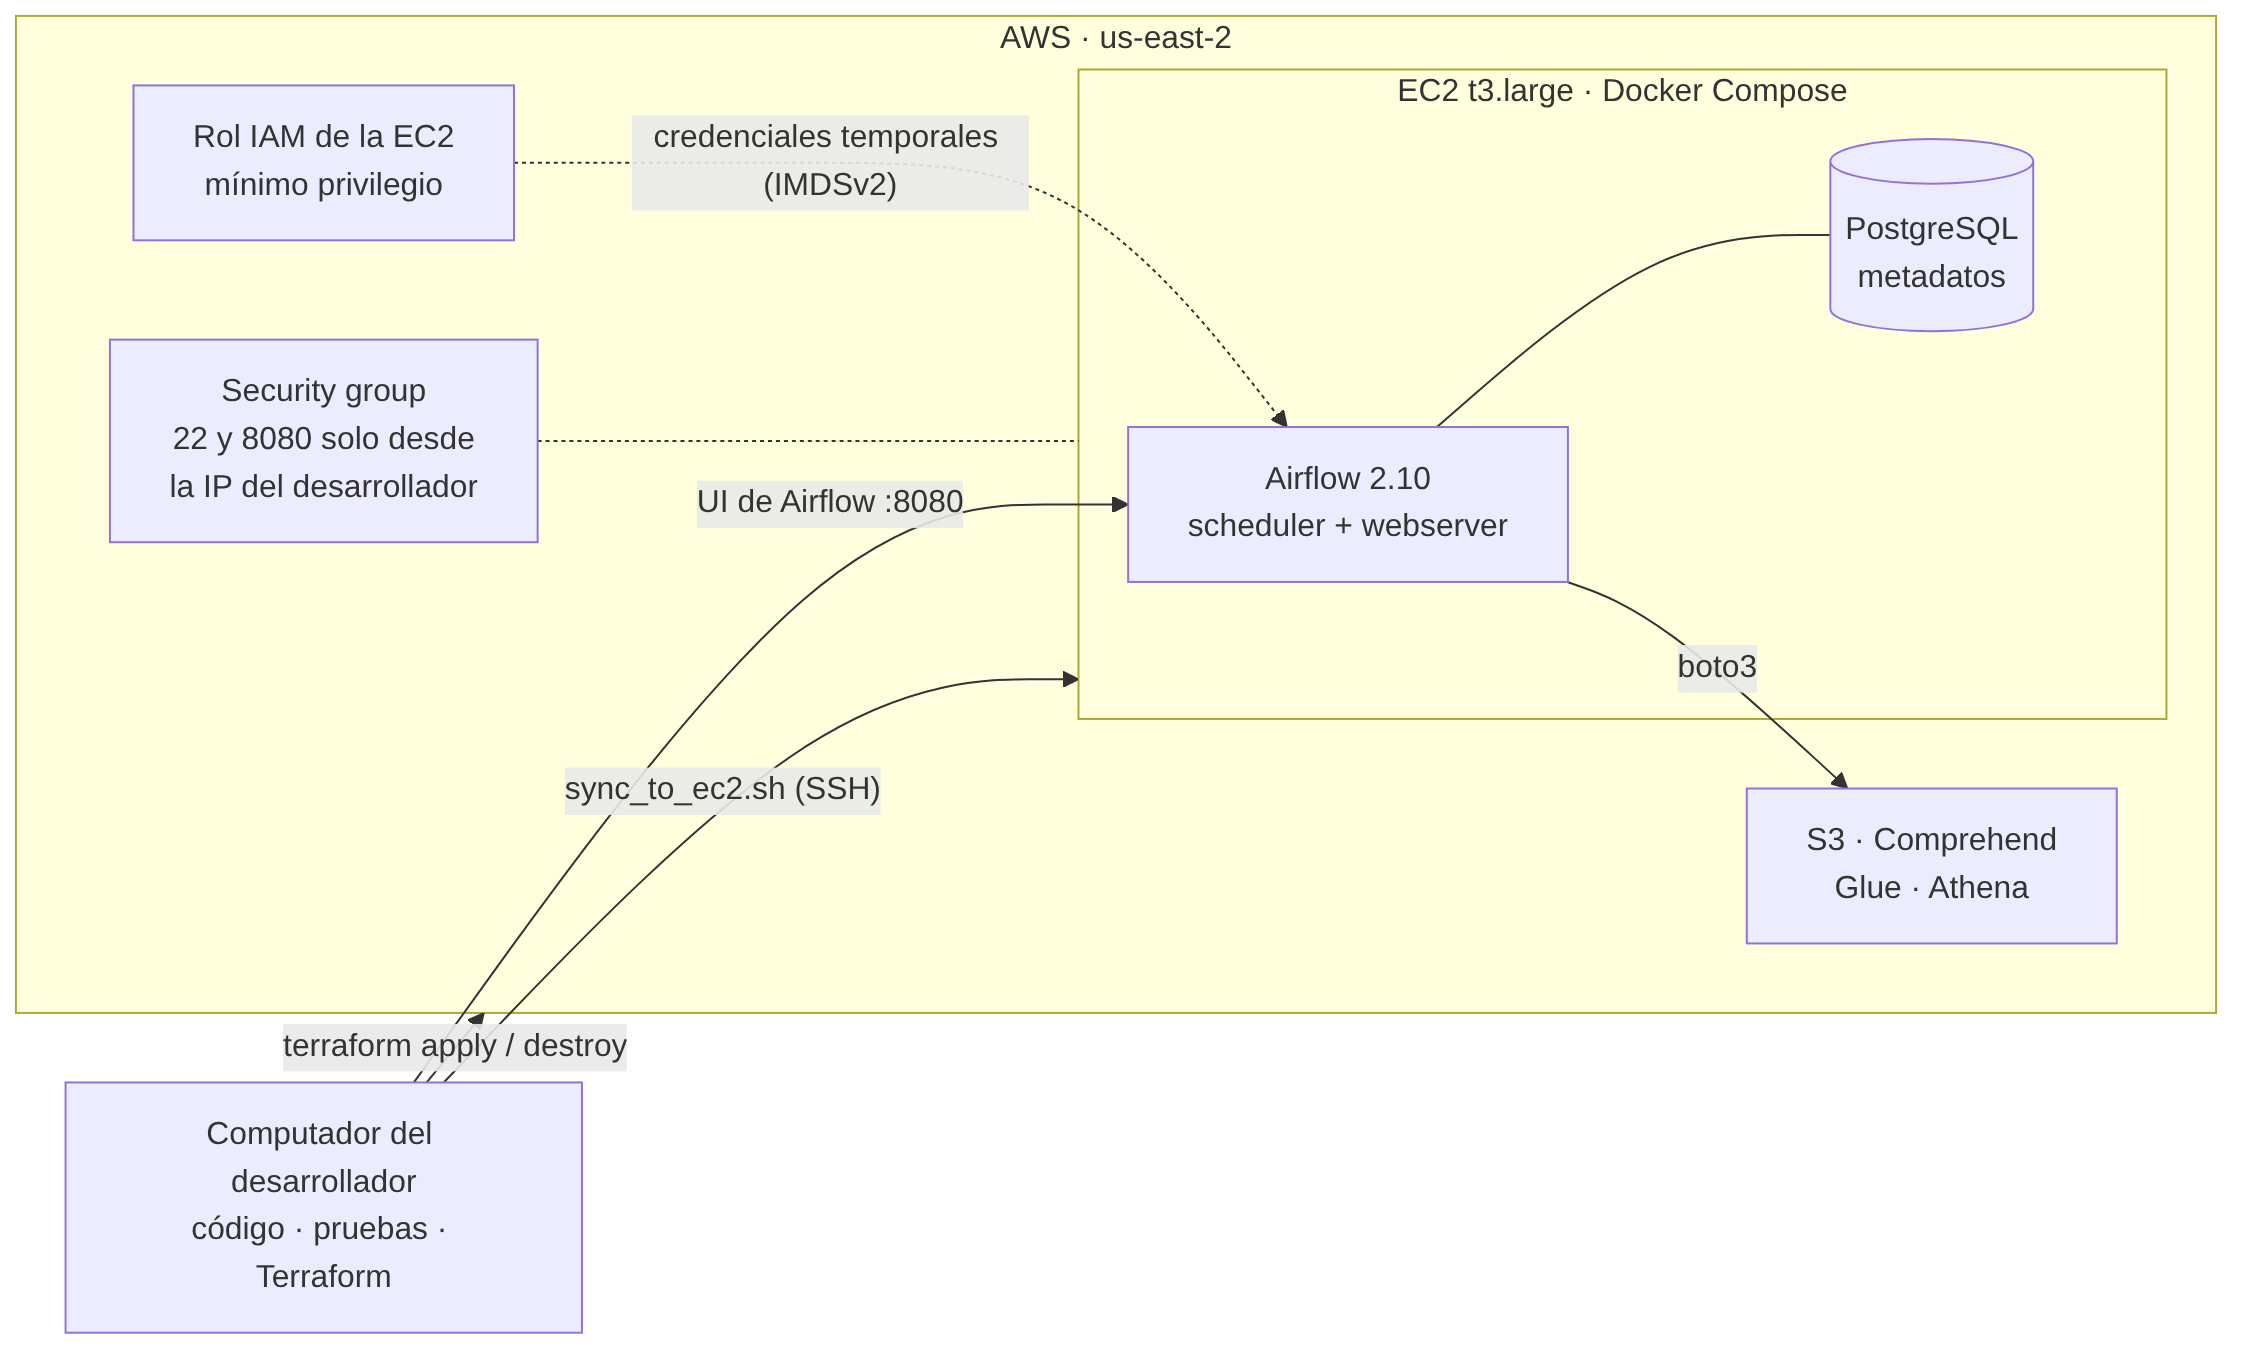 AWS · us-east-2
EC2 t3.large · Docker Compose
Rol IAM de la EC2
mínimo privilegio
credenciales temporales
(IMDSv2)
PostgreSQL
metadatos
Security group
22 y 8080 solo desde
la IP del desarrollador
UI de Airflow :8080
Airflow 2.10
scheduler + webserver
boto3
sync_to_ec2.sh (SSH)
S3 · Comprehend
Glue · Athena
terraform apply / destroy
Computador del
desarrollador
código · pruebas ·
Terraform